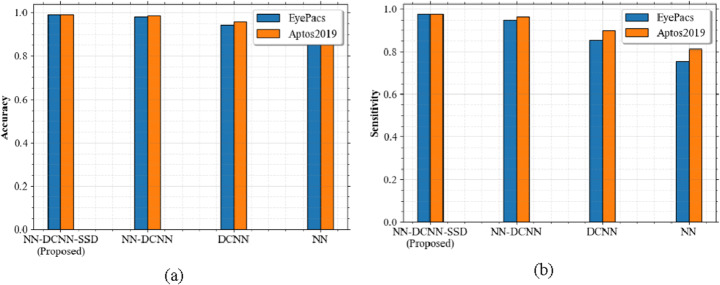 EyePacs
Aptos2019
1.0
0.8
0.6
0.4
0.2
0.0
Accuracy
NN-DCNN-SSD
(Proposed)
NN-DCNN
DCNN
NN
(a)
EyePacs
Aptos2019
1.0
0.8
0.6
0.4
0.2
0.0
Sensitivity
NN-DCNN-SSD
(Proposed)
NN-DCNN
DCNN
NN
(b)